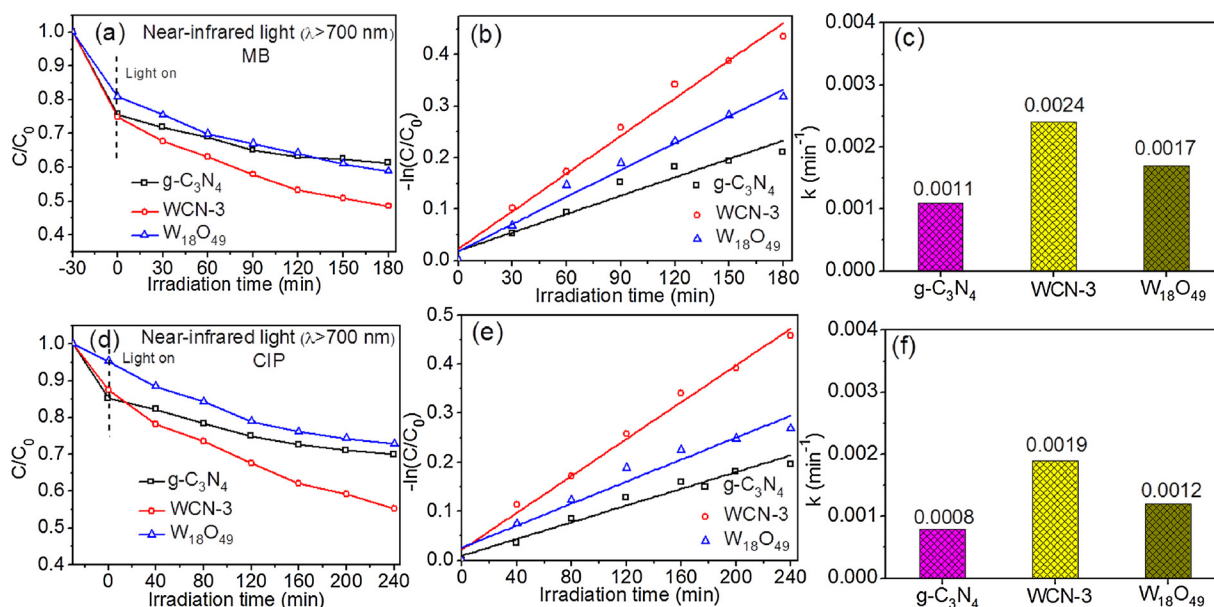 (a)
Near-infrared light (λ>700 nm)
MB
Light on
1.0
0.9
0.8
0.7
0.6
0.5
0.4
C/C₀
g-C₃N₄
WCN-3
W₁₈O₄₉
-30 0 30 60 90 120 150 180
Irradiation time (min)
(b)
-0.5
0.4
0.3
0.2
0.1
0.0
-ln(C/C₀)
g-C₃N₄
WCN-3
W₁₈O₄₉
0 30 60 90 120 150 180
Irradiation time (min)
(c)
0.004
0.003
0.002
0.001
0.000
k (min⁻¹)
0.0011
0.0024
0.0017
g-C₃N₄ WCN-3 W₁₈O₄₉
(d)
Near-infrared light (λ>700 nm)
CIP
Light on
1.0
0.9
0.8
0.7
0.6
0.5
0.4
C/C₀
g-C₃N₄
WCN-3
W₁₈O₄₉
0 40 80 120 160 200 240
Irradiation time (min)
(e)
-0.5
0.4
0.3
0.2
0.1
0.0
-ln(C/C₀)
g-C₃N₄
WCN-3
W₁₈O₄₉
0 40 80 120 160 200 240
Irradiation time (min)
(f)
0.004
0.003
0.002
0.001
0.000
k (min⁻¹)
0.0008
0.0019
0.0012
g-C₃N₄ WCN-3 W₁₈O₄₉